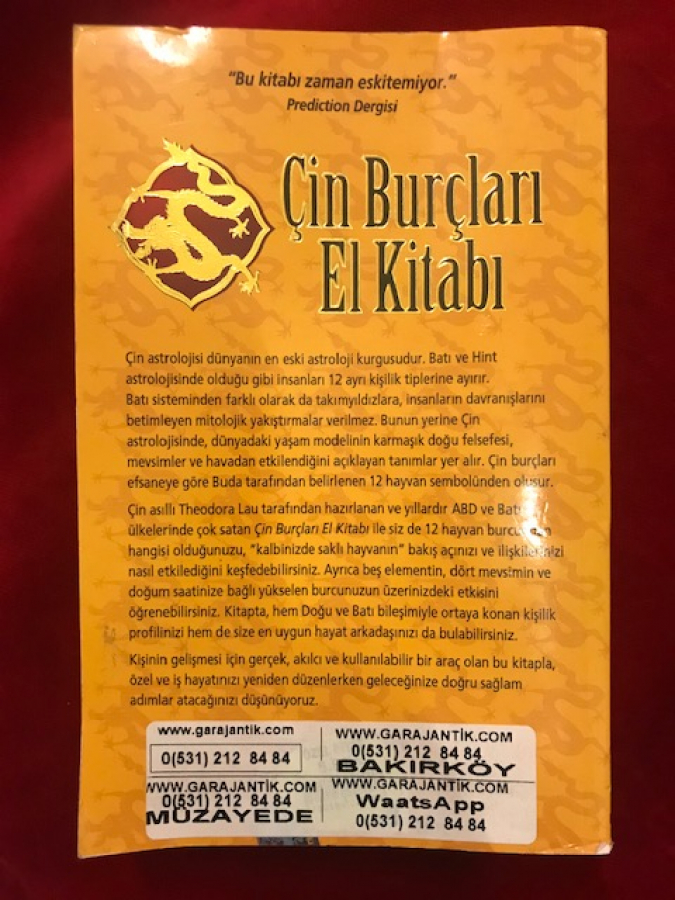 "Bu kitabı zaman eskitemiyor."
Prediction Dergisi
Çin Burçları
El Kitabı
Çin astrolojisi dünyanın en eski astroloji kurgusudur. Batı ve Hint
astrolojisinde olduğu gibi insanları 12 ayrı kişilik tiplerine ayırır.
Batı sisteminden farklı olarak da takımyıldızlara, insanların davranışlarını
betimleyen mitolojik yakıştırmalar verilmez. Bunun yerine Çin
astrolojisinde, dünyadaki yaşam modelinin karmaşık doğu felsefesi,
mevsimler ve havadan etkilendiğini açıklayan tanımlar yer alır. Çin burçları
efsaneye göre Buda tarafından belirlenen 12 hayvan sembolünden oluşur.
Çin asıllı Theodora Lau tarafından hazırlanan ve yıllardır ABD ve Batı
ülkelerinde çok satan Çin Burçları El Kitabı ile siz de 12 hayvan
hangisi olduğunuzu, "kalbinizde saklı hayvanın" bakış açınızı ve ilişkilerinizi
nasıl etkilediğini keşfedebilirsiniz. Ayrıca beş elementin, dört mevsimin ve
doğum saatinize bağlı yükselen burcunuzun üzerinizdeki etkisini
öğrenebilirsiniz. Kitapta, hem Doğu ve Batı bileşimiyle ortaya konan kişilik
profilinizi hem de size en uygun hayat arkadaşınızı da bulabilirsiniz.
Kişinin gelişmesi için gerçek, akılcı ve kullanılabilir bir araç olan bu kitapla,
özel ve iş hayatınızı yeniden düzenlerken geleceğinize doğru sağlam
adımlar atacağınızı düşünüyoruz.
www.garajantik.com
0(531) 212 84 84
WWW.GARAJANTİK.COM
0(531) 212 84 84
BAKIRKÖY
WWW.GARAJANTİK.COM
0(531) 212 84 84
MÜZAYEDE
WWW.GARAJANTİK.COM
WaatsApp
0(531) 212 84 84